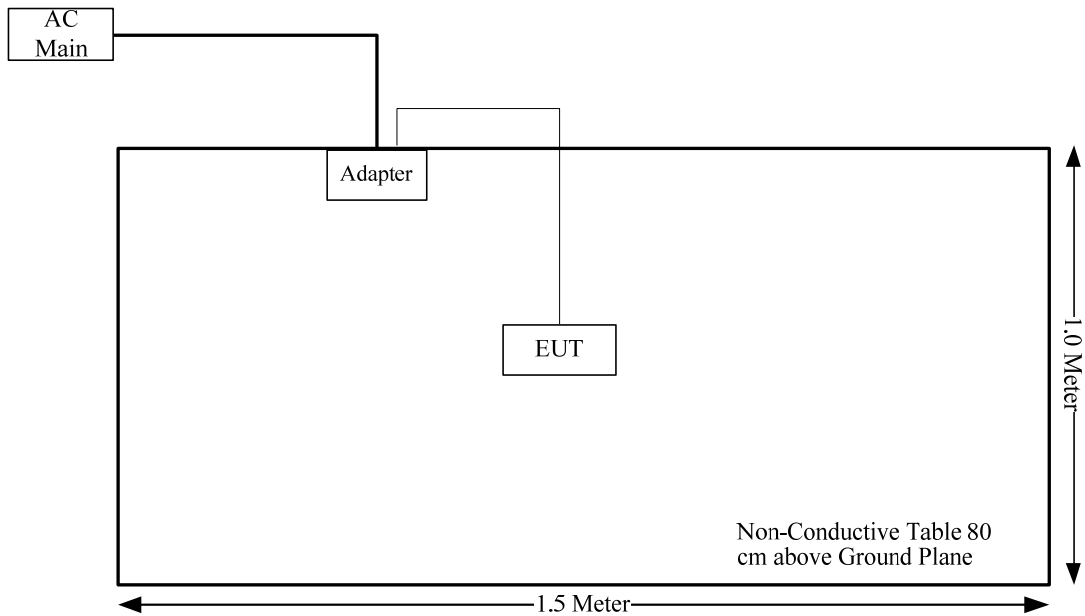 AC
Main
Adapter
EUT
1.0 Meter
Non-Conductive Table 80
cm above Ground Plane
1.5 Meter